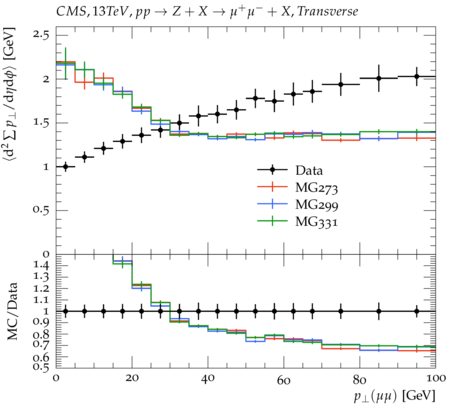 CMS, 13TeV, pp → Z + X → μ⁺μ⁻ + X, Transverse
⟨d² ∑ p⊥/dηdϕ⟩ [GeV]
2.5
2
1.5
1
0.5
0
Data
MG273
MG299
MG331
MC/Data
1.4
1.3
1.2
1.1
1
0.9
0.8
0.7
0.6
0.5
0 20 40 60 80 100
p⊥(μμ) [GeV]